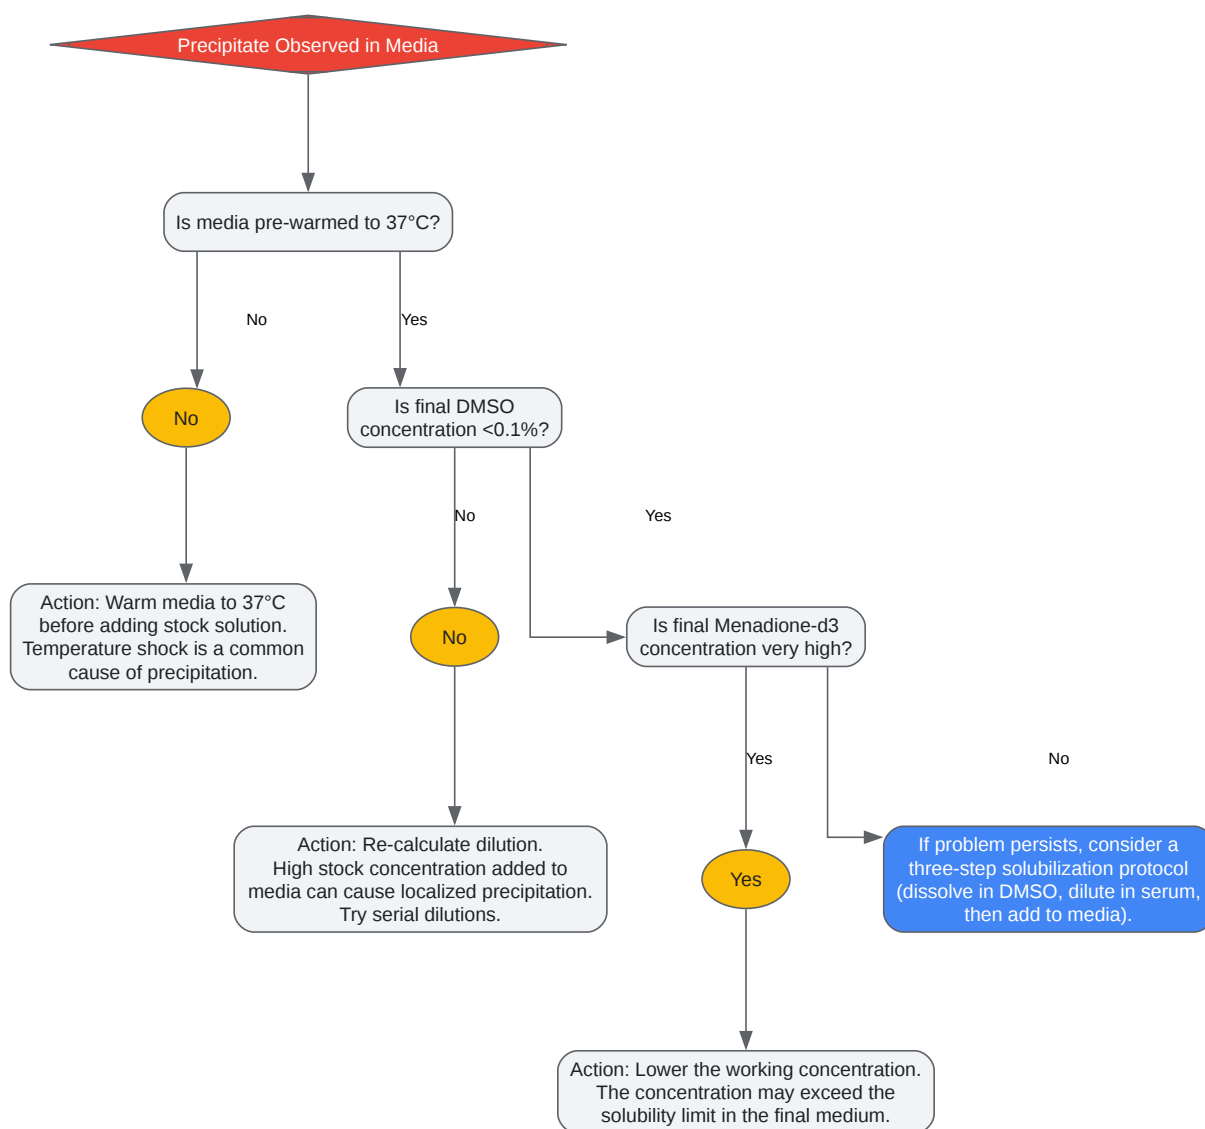 Precipitate Observed in Media
Is media pre-warmed to 37°C?
No
Yes
No
Is final DMSO
concentration <0.1%?
No
Yes
Action: Warm media to 37°C
before adding stock solution.
Temperature shock is a common
cause of precipitation.
No
Is final Menadione-d3
concentration very high?
Yes
No
Action: Re-calculate dilution.
High stock concentration added to
media can cause localized precipitation.
Try serial dilutions.
Yes
If problem persists, consider a
three-step solubilization protocol
(dissolve in DMSO, dilute in serum,
then add to media).
Action: Lower the working concentration.
The concentration may exceed the
solubility limit in the final medium.